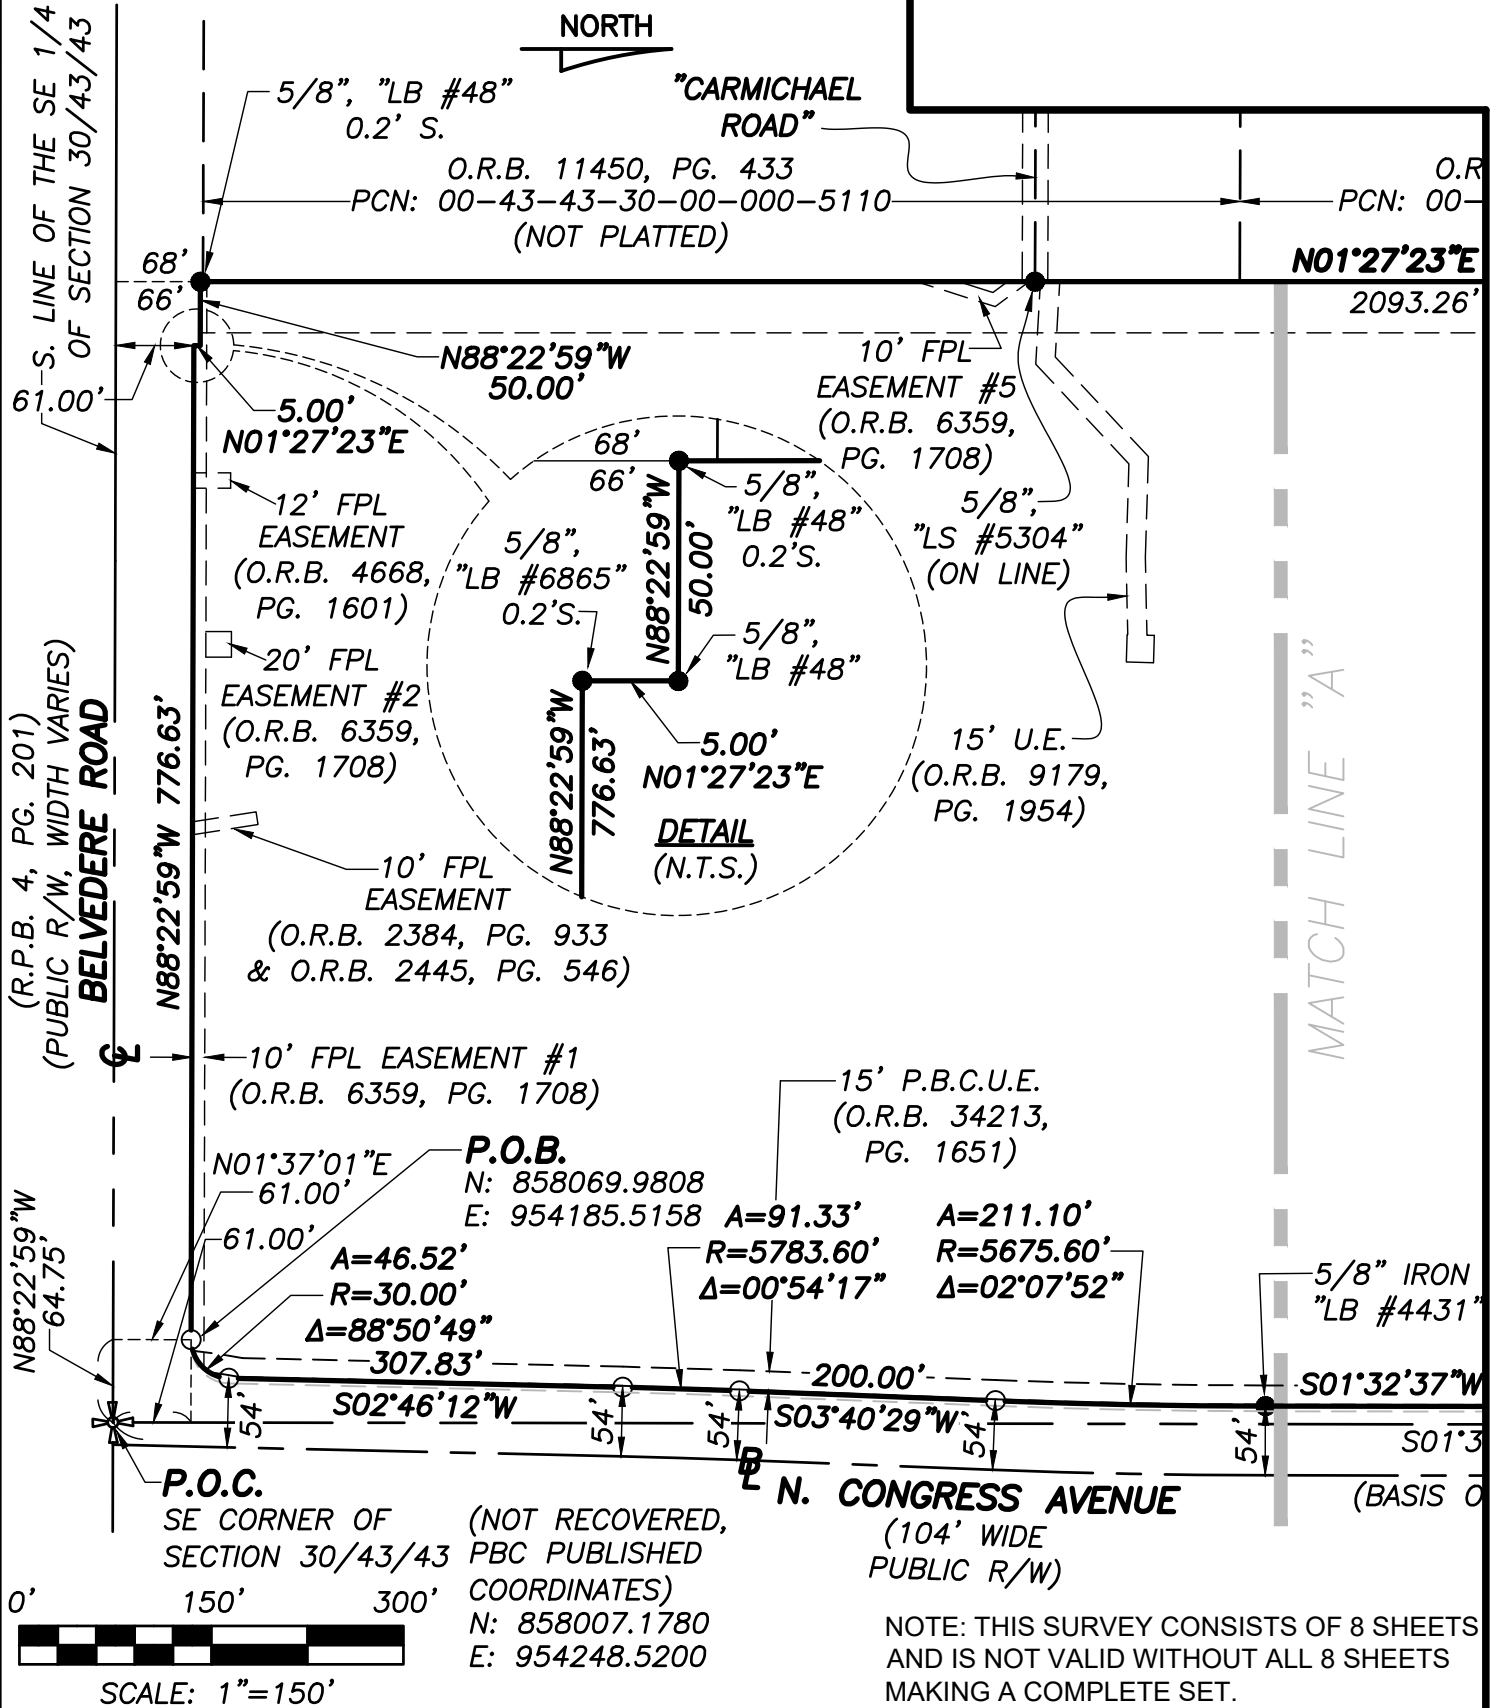 S. LINE OF THE SE 1/4
OF SECTION 30/43/43
NORTH
5/8", "LB #48"
0.2' S.
"CARMICHAEL
ROAD"
O.R.B. 11450, PG. 433
PCN: 00-43-43-30-00-000-5110
(NOT PLATTED)
O.R
PCN: 00-
N01°27'23"E
2093.26'
68'
66'
61.00'
N88°22'59"W
50.00'
5.00'
N01°27'23"E
10' FPL
EASEMENT #5
(O.R.B. 6359,
PG. 1708)
12' FPL
EASEMENT
(O.R.B. 4668,
PG. 1601)
68'
66'
5/8",
"LB #48"
0.2'S.
N88°22'59"W
50.00'
5/8",
"LB #6865"
0.2'S.
5/8",
"LB #48"
5.00'
N01°27'23"E
N88°22'59"W
776.63'
DETAIL
(N.T.S.)
5/8",
"LS #5304"
(ON LINE)
20' FPL
EASEMENT #2
(O.R.B. 6359,
PG. 1708)
15' U.E.
(O.R.B. 9179,
PG. 1954)
MATCH LINE "A"
(R.P.B. 4, PG. 201)
(PUBLIC R/W, WIDTH VARIES)
BELVEDERE ROAD
N88°22'59"W 776.63'
10' FPL
EASEMENT
(O.R.B. 2384, PG. 933
& O.R.B. 2445, PG. 546)
CL
10' FPL EASEMENT #1
(O.R.B. 6359, PG. 1708)
15' P.B.C.U.E.
(O.R.B. 34213,
PG. 1651)
N01°37'01"E
61.00'
61.00'
P.O.B.
N: 858069.9808
E: 954185.5158
N88°22'59"W
64.75'
A=46.52'
R=30.00'
Δ=88°50'49"
A=91.33'
R=5783.60'
Δ=00°54'17"
A=211.10'
R=5675.60'
Δ=02°07'52"
5/8" IRON
"LB #4431"
307.83'
S02°46'12"W
200.00'
S03°40'29"W
S01°32'37"W
54'
54'
54'
54'
54'
S01°3
(BASIS O
BL
N. CONGRESS AVENUE
(104' WIDE
PUBLIC R/W)
P.O.C.
SE CORNER OF
SECTION 30/43/43
(NOT RECOVERED,
PBC PUBLISHED
COORDINATES)
N: 858007.1780
E: 954248.5200
0' 150' 300'
SCALE: 1"=150'
NOTE: THIS SURVEY CONSISTS OF 8 SHEETS
AND IS NOT VALID WITHOUT ALL 8 SHEETS
MAKING A COMPLETE SET.